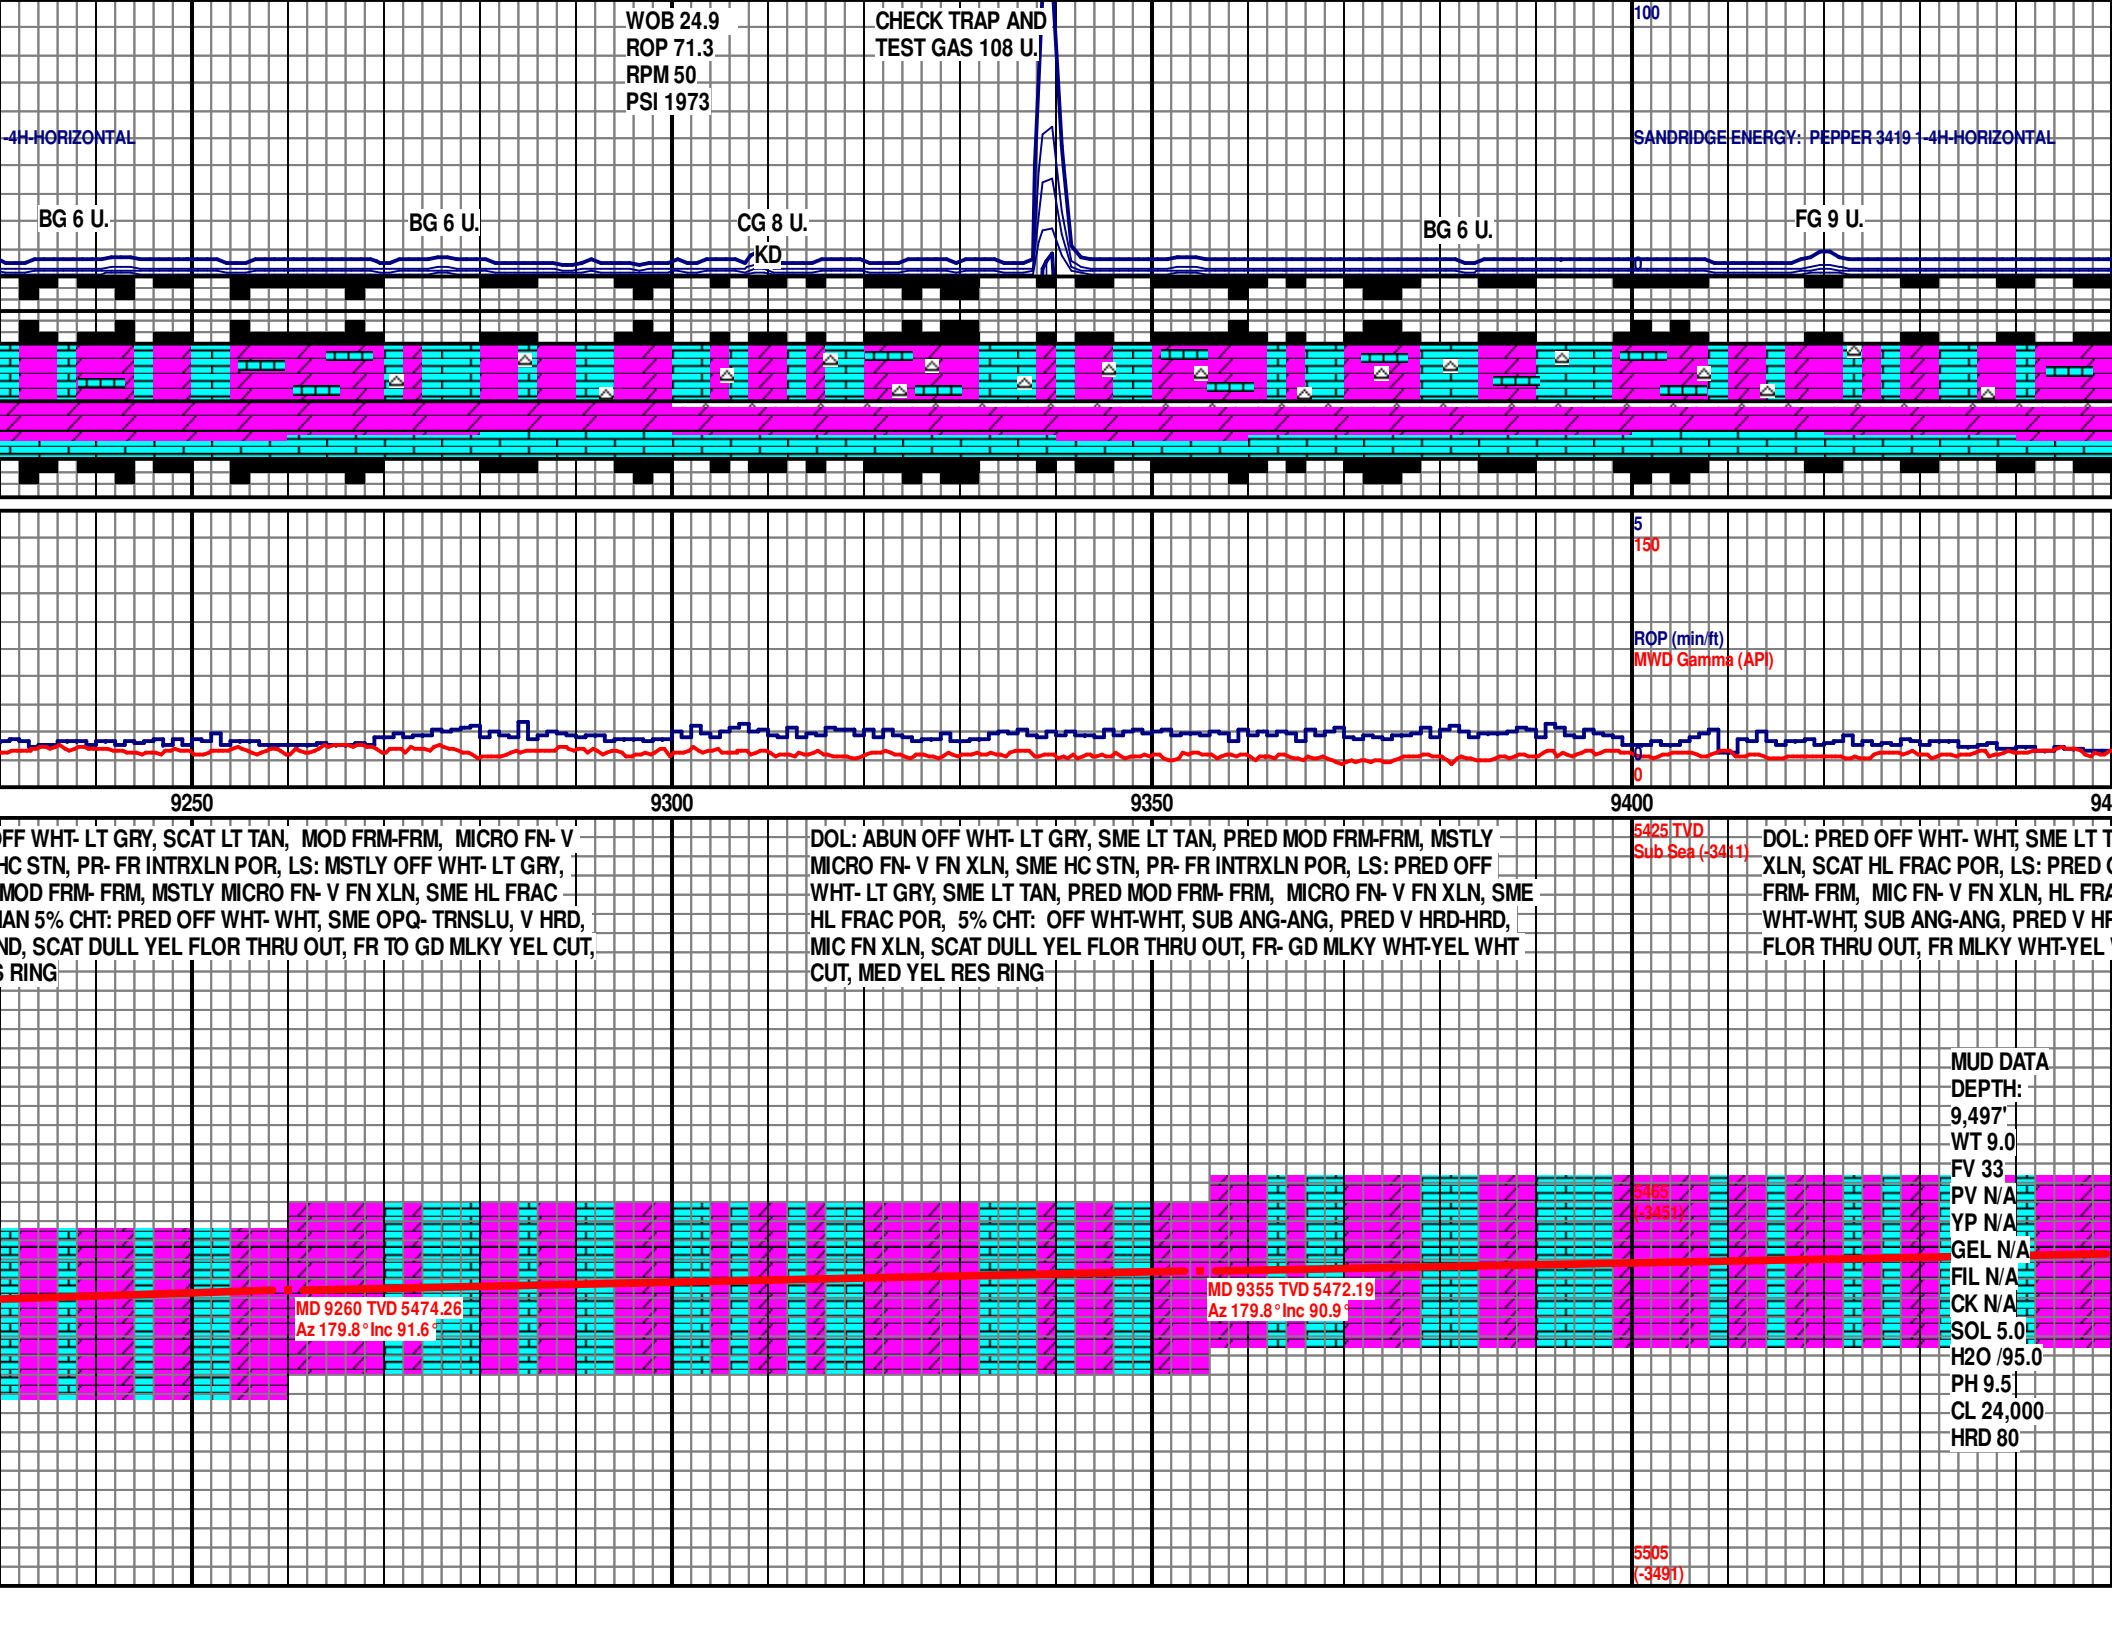 WOB 24.9
ROP 71.3
RPM 50
PSI 1973
CHECK TRAP AND
TEST GAS 108 U.
100
-4H-HORIZONTAL
SANDRIDGE ENERGY: PEPPER 3419 1-4H-HORIZONTAL
BG 6 U.
BG 6 U.
CG 8 U.
KD
BG 6 U.
FG 9 U.
0
5
150
ROP (min/ft)
MWD Gamma (API)
0
0
9250
9300
9350
9400
94
OFF WHT- LT GRY, SCAT LT TAN, MOD FRM-FRM, MICRO FN- V
HC STN, PR- FR INTRXLN POR, LS: MSTLY OFF WHT- LT GRY,
MOD FRM- FRM, MSTLY MICRO FN- V FN XLN, SME HL FRAC
AN 5% CHT: PRED OFF WHT- WHT, SME OPQ- TRNSLU, V HRD,
ND, SCAT DULL YEL FLOR THRU OUT, FR TO GD MLKY YEL CUT,
S RING
DOL: ABUN OFF WHT- LT GRY, SME LT TAN, PRED MOD FRM-FRM, MSTLY
MICRO FN- V FN XLN, SME HC STN, PR- FR INTRXLN POR, LS: PRED OFF
WHT- LT GRY, SME LT TAN, PRED MOD FRM- FRM, MICRO FN- V FN XLN, SME
HL FRAC POR, 5% CHT: OFF WHT-WHT, SUB ANG-ANG, PRED V HRD-HRD,
MIC FN XLN, SCAT DULL YEL FLOR THRU OUT, FR- GD MLKY WHT-YEL WHT
CUT, MED YEL RES RING
5425 TVD
Sub Sea (-3411)
DOL: PRED OFF WHT- WHT, SME LT T
XLN, SCAT HL FRAC POR, LS: PRED O
FRM- FRM, MIC FN- V FN XLN, HL FRA
WHT-WHT, SUB ANG-ANG, PRED V HR
FLOR THRU OUT, FR MLKY WHT-YEL
MUD DATA
DEPTH:
9,497'
WT 9.0
FV 33
PV N/A
YP N/A
GEL N/A
FIL N/A
CK N/A
SOL 5.0
H2O /95.0
PH 9.5
CL 24,000
HRD 80
5465
(-3451)
MD 9260 TVD 5474.26
Az 179.8° Inc 91.6°
MD 9355 TVD 5472.19
Az 179.8° Inc 90.9°
5505
(-3491)